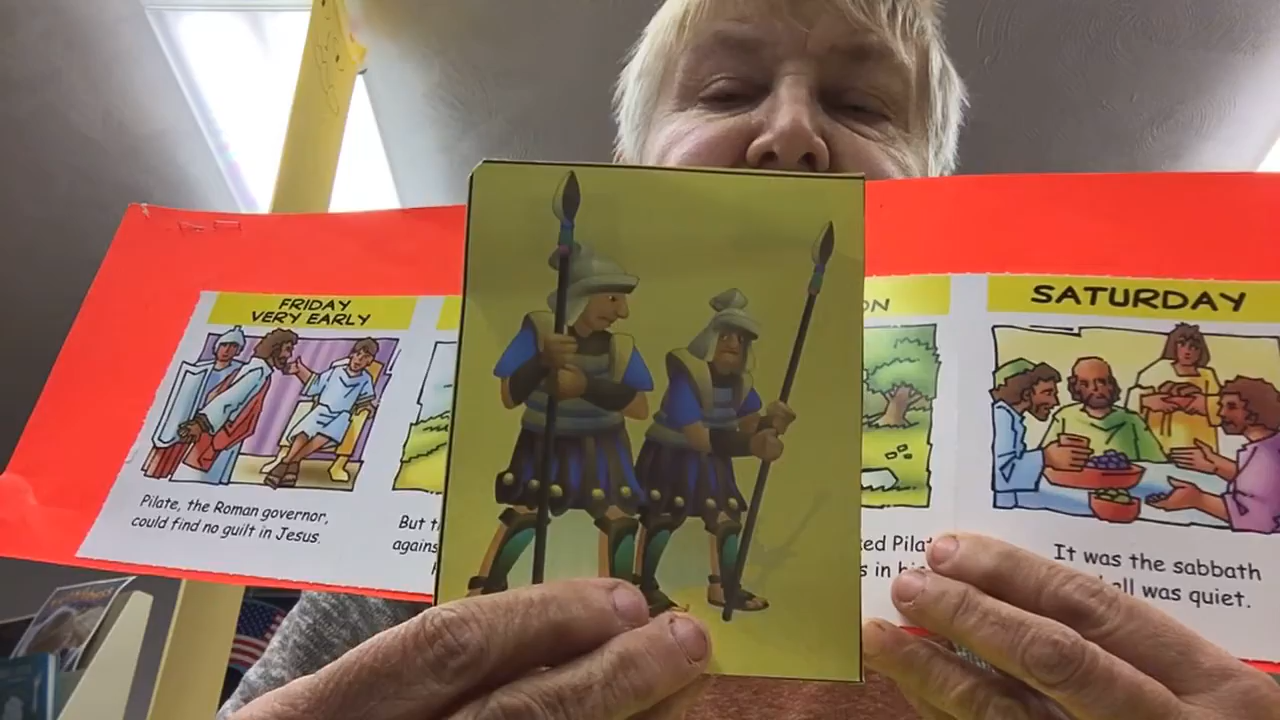 FRIDAY
VERY EARLY
Pilate, the Roman governor,
could find no guilt in Jesus.
But
agains
ON
SATURDAY
It was the sabbath
all was quiet.